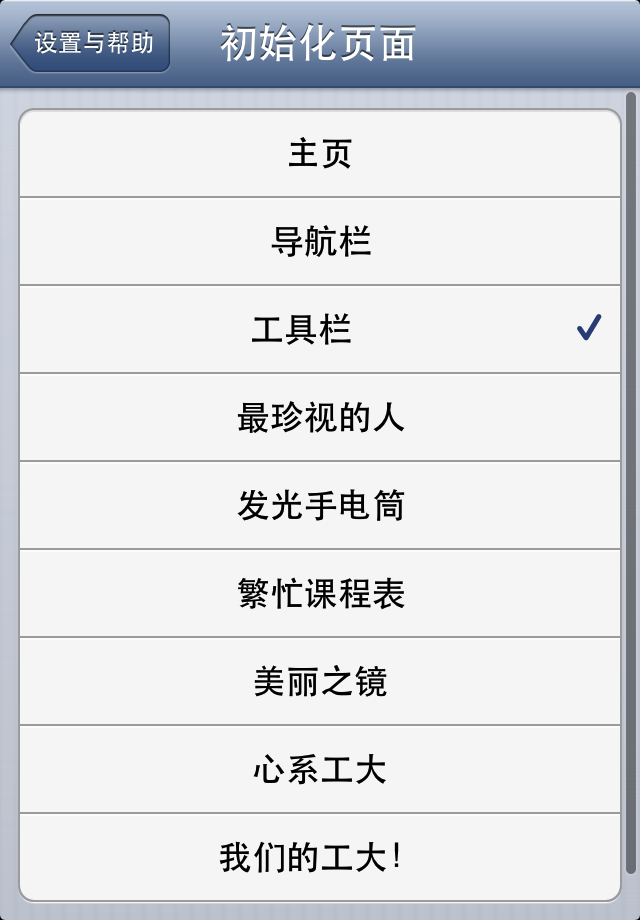 设置与帮助
初始化页面
主页
导航栏
工具栏
最珍视的人
发光手电筒
繁忙课程表
美丽之镜
心系工大
我们的工大！